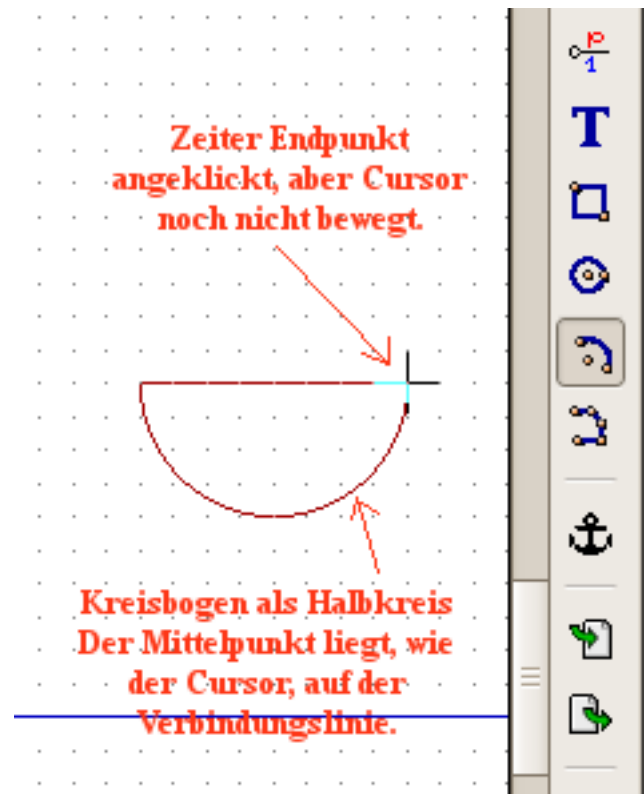 p
1
T
Zeiter Endpunkt
angeklickt, aber Cursor
noch nicht bewegt.
Kreisbogen als Halbkreis
Der Mittelpunkt liegt, wie
der Cursor, auf der
Verbindungslinie.